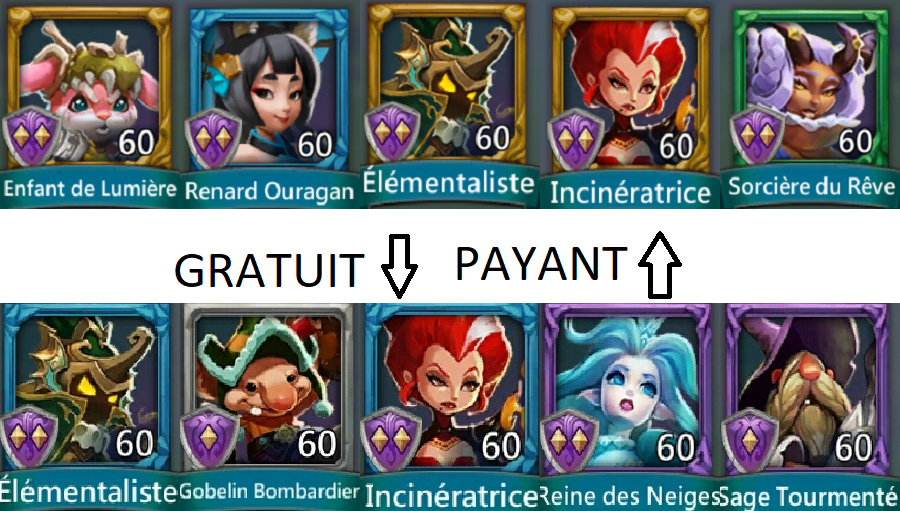 60 60 60 60 60
Enfant de Lumière Renard Ouragan Élémentaliste Incinératrice Sorcière du Rêve
GRATUIT PAYANT
60 60 60 60 60
Élémentaliste Gobelin Bombardier Incinératrice Reine des Neiges Sage Tourmenté